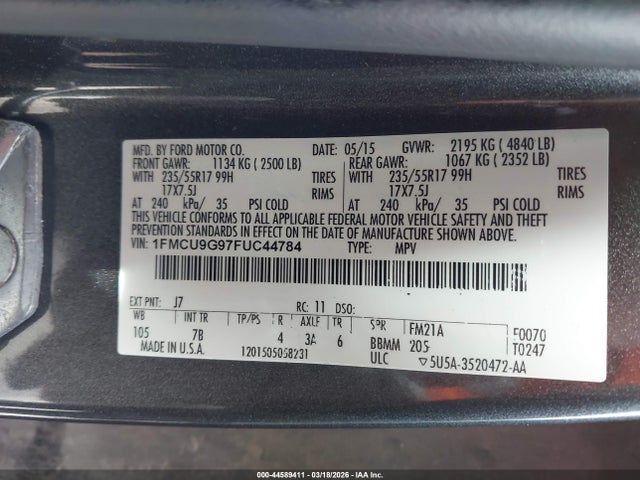 MFD. BY FORD MOTOR CO. DATE: 05/15 GVWR: 2195 KG ( 4840 LB)
FRONT GAWR: 1134 KG ( 2500 LB) REAR GAWR: 1067 KG ( 2352 LB)
WITH 235/55R17 99H TIRES WITH 235/55R17 99H TIRES
17X7.5J RIMS 17X7.5J RIMS
AT 240 kPa/ 35 PSI COLD AT 240 kPa/ 35 PSI COLD
THIS VEHICLE CONFORMS TO ALL APPLICABLE FEDERAL MOTOR VEHICLE SAFETY AND THEFT
PREVENTION STANDARDS IN EFFECT ON THE DATE OF MANUFACTURE SHOWN ABOVE.
VIN: 1FMCU9G97FUC44784 TYPE: MPV
EXT PNT: J7 RC: 11 DSO:
WB INT TR TP/PS R AXLE TR SPR FM21A F0070
105 7B 4 3A 6 BBMM 205 T0247
MADE IN U.S.A. 1201505058231 ULC ▽5U5A-3520472-AA
000-44589411 | 03/18/2026 | IAA Inc.